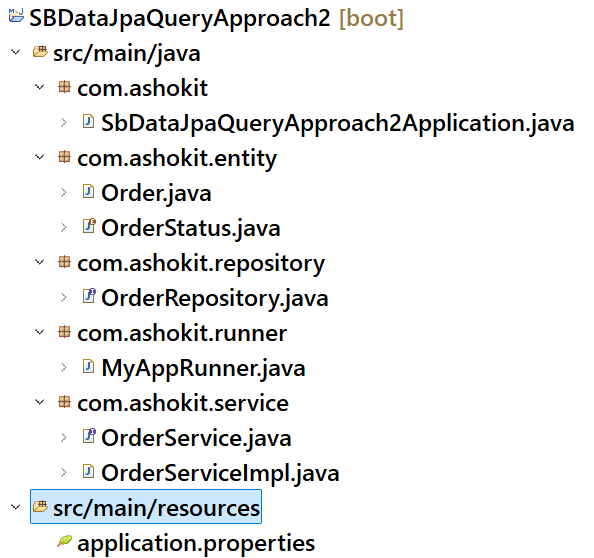 SBDataJpaQueryApproach2 [boot]
src/main/java
com.ashokit
SbDataJpaQueryApproach2Application.java
com.ashokit.entity
Order.java
OrderStatus.java
com.ashokit.repository
OrderRepository.java
com.ashokit.runner
MyAppRunner.java
com.ashokit.service
OrderService.java
OrderServiceImpl.java
src/main/resources
application.properties